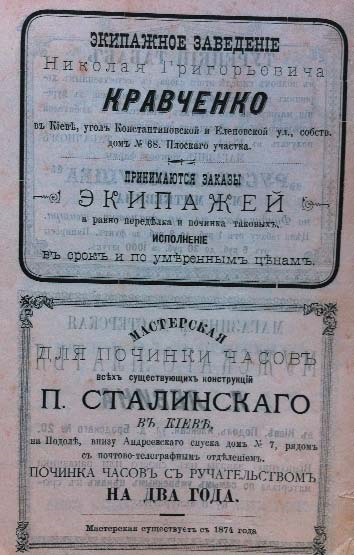 ЭКИПАЖНОЕ ЗАВЕДЕНІЕ
Николая Григорьевича
КРАВЧЕНКО
въ Кіевѣ, уголъ Константиновской и Еленовской ул., собств.
домъ № 68. Плоскаго участка.
ПРИНИМАЮТСЯ ЗАКАЗЫ
ЭКИПАЖЕЙ
а равно передѣлка и починка таковыхъ.
ИСПОЛНЕНІЕ
въ срокъ и по умѣреннымъ цѣнамъ.
МАСТЕРСКАЯ
ДЛЯ ПОЧИНКИ ЧАСОВЪ
всѣхъ существующихъ конструкцій
П. СТАЛИНСКАГО
ВЪ КІЕВѢ,
на Подолѣ, внизу Андреевскаго спуска домъ № 7, рядомъ
съ почтово-телеграфнымъ отдѣленіемъ.
ПОЧИНКА ЧАСОВЪ СЪ РУЧАТЕЛЬСТВОМЪ
НА ДВА ГОДА.
Мастерская существуетъ съ 1874 года